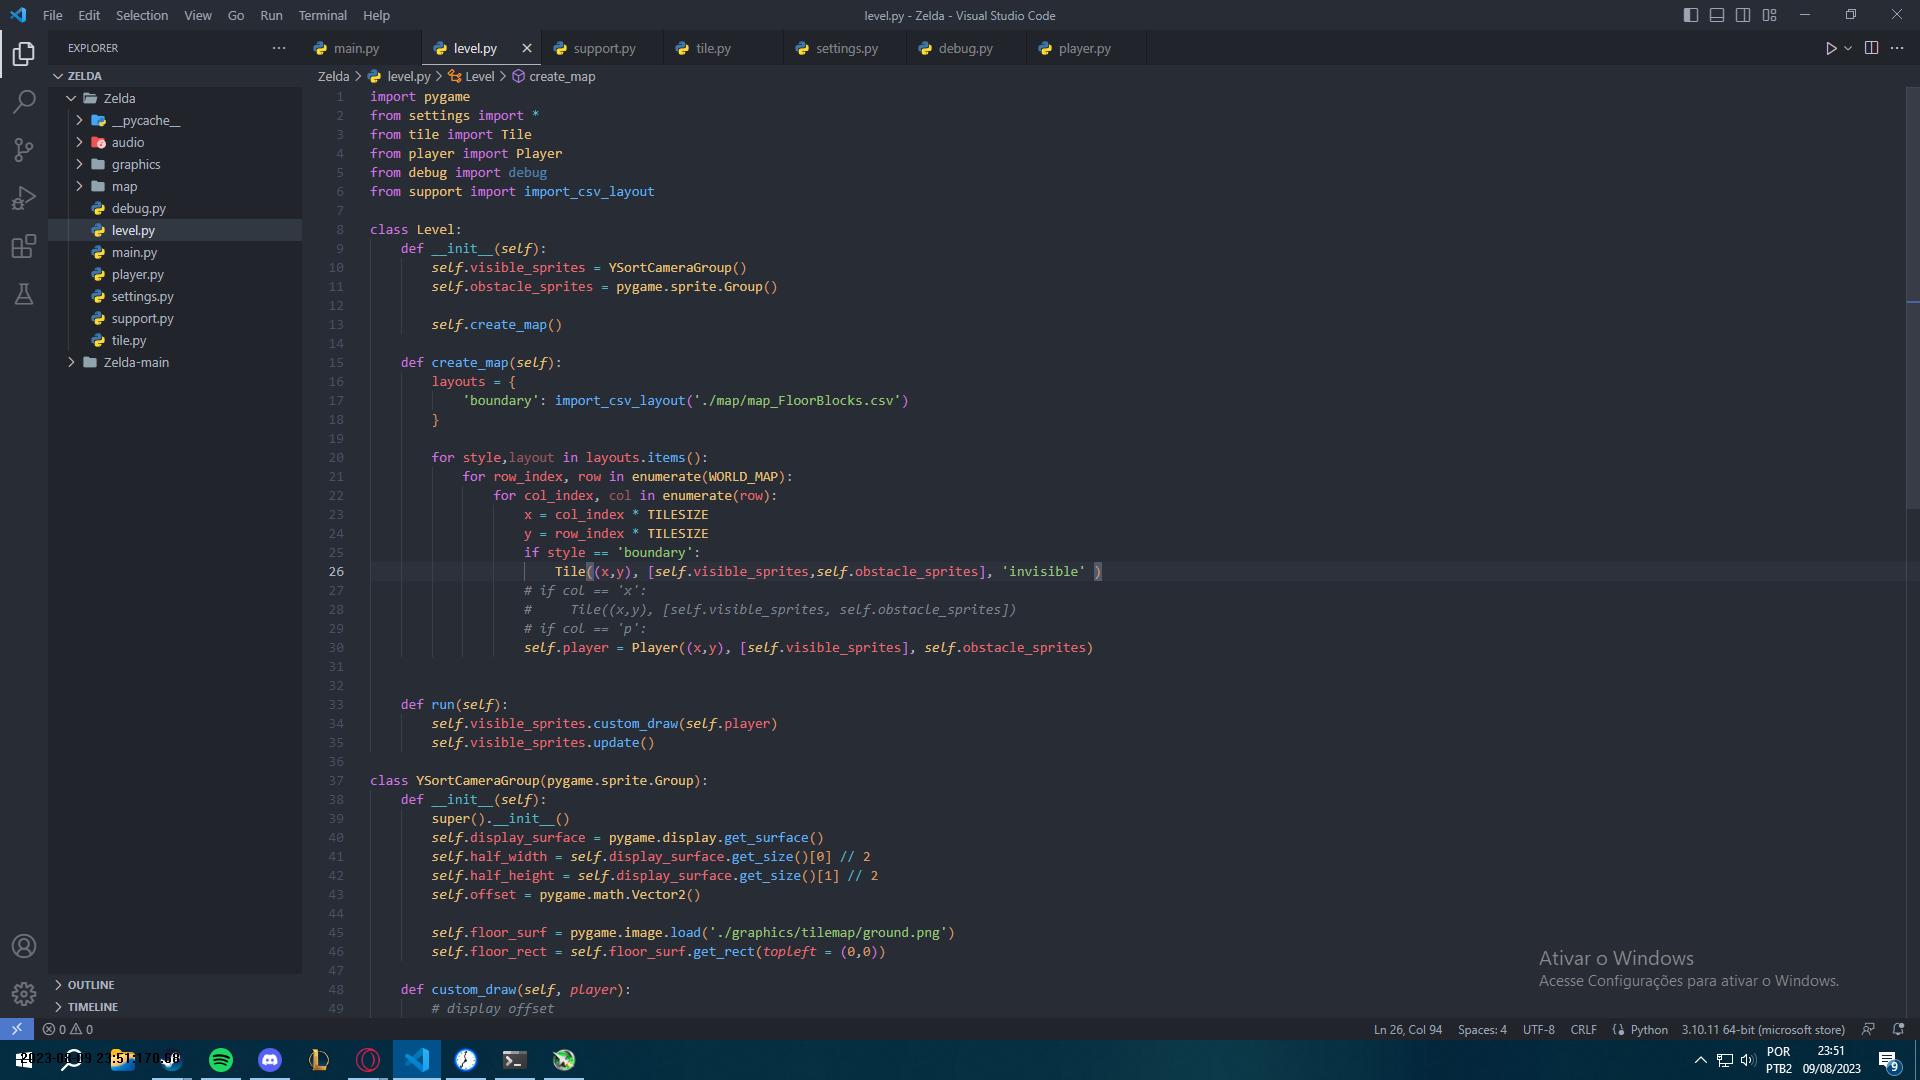 File Edit Selection View Go Run Terminal Help
level.py - Zelda - Visual Studio Code
EXPLORER
main.py
level.py
support.py
tile.py
settings.py
debug.py
player.py
ZELDA
Zelda
__pycache__
audio
graphics
map
debug.py
level.py
main.py
player.py
settings.py
support.py
tile.py
Zelda-main
OUTLINE
TIMELINE
Zelda > level.py > Level > create_map
1 import pygame
2 from settings import *
3 from tile import Tile
4 from player import Player
5 from debug import debug
6 from support import import_csv_layout
7
8 class Level:
9 def __init__(self):
10 self.visible_sprites = YSortCameraGroup()
11 self.obstacle_sprites = pygame.sprite.Group()
12
13 self.create_map()
14
15 def create_map(self):
16 layouts = {
17 'boundary': import_csv_layout('./map/map_FloorBlocks.csv')
18 }
19
20 for style,layout in layouts.items():
21 for row_index, row in enumerate(WORLD_MAP):
22 for col_index, col in enumerate(row):
23 x = col_index * TILESIZE
24 y = row_index * TILESIZE
25 if style == 'boundary':
26 Tile((x,y), [self.visible_sprites,self.obstacle_sprites], 'invisible' )
27 # if col == 'x':
28 # Tile((x,y), [self.visible_sprites, self.obstacle_sprites])
29 # if col == 'p':
30 self.player = Player((x,y), [self.visible_sprites], self.obstacle_sprites)
31
32
33 def run(self):
34 self.visible_sprites.custom_draw(self.player)
35 self.visible_sprites.update()
36
37 class YSortCameraGroup(pygame.sprite.Group):
38 def __init__(self):
39 super().__init__()
40 self.display_surface = pygame.display.get_surface()
41 self.half_width = self.display_surface.get_size()[0] // 2
42 self.half_height = self.display_surface.get_size()[1] // 2
43 self.offset = pygame.math.Vector2()
44
45 self.floor_surf = pygame.image.load('./graphics/tilemap/ground.png')
46 self.floor_rect = self.floor_surf.get_rect(topleft = (0,0))
47
48 def custom_draw(self, player):
49 # display offset
Ativar o Windows
Acesse Configurações para ativar o Windows.
0 0
Ln 26, Col 94 Spaces: 4 UTF-8 CRLF Python 3.10.11 64-bit (microsoft store)
POR
PTB2
23:51
09/08/2023
9